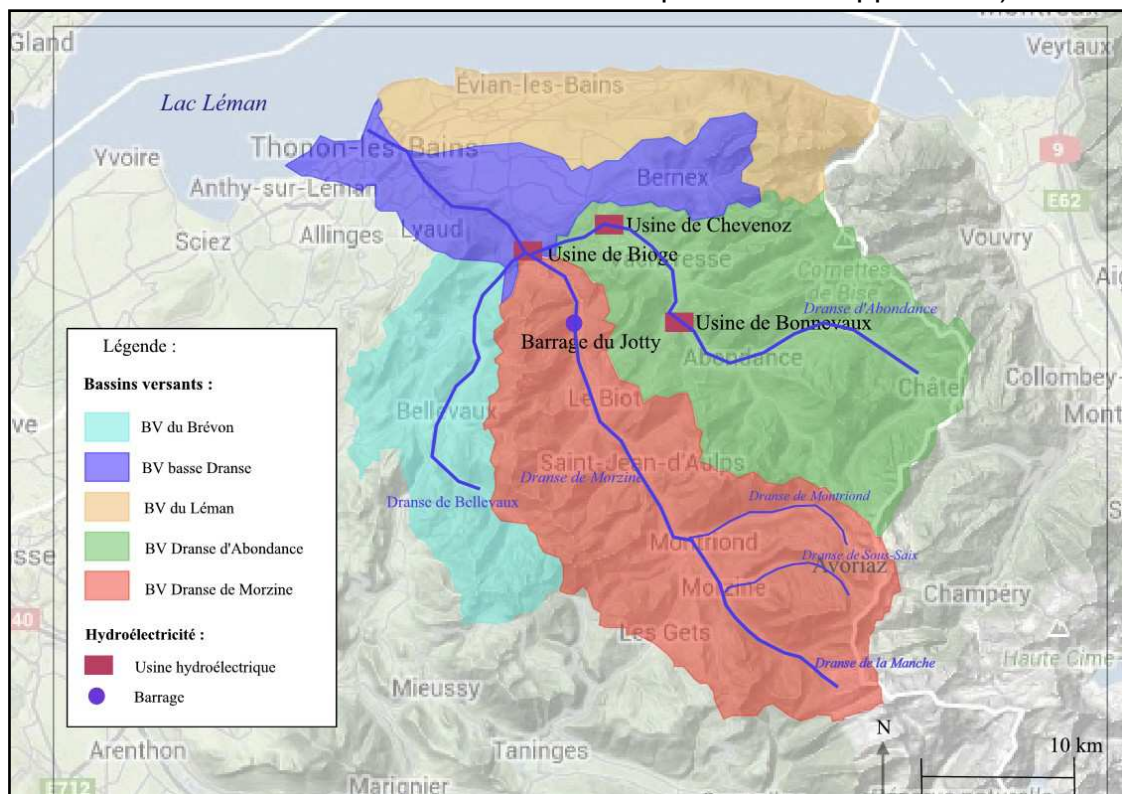 Gland
Veytaux
Lac Léman
Évian-les-Bains
Yvoire
Thonon-les-Bains
9
Anthy-sur-Léman
Bernex
E62
Sciez
Allinges
Lyaud
Usine de Chevenoz
Vouvry
Usine de Bioge
Cornettes
de Bise
Dranse d'Abondance
Usine de Bonnevaux
Barrage du Jotty
Abondance
Châtel
Collombey-
Légende :
Bassins versants :
BV du Brévon
BV basse Dranse
BV du Léman
BV Dranse d'Abondance
BV Dranse de Morzine
Hydroélectricité :
Usine hydroélectrique
Barrage
Le Biot
Bellevaux
Saint-Jean-d'Aulps
Dranse de Morzine
Dranse de Bellevaux
Dranse de Montriond
Montriond
Dranse de Sous-Saix
Avoriaz
Morzine
Champéry
Les Gets
Dranse de la Manche
Haute Cime
Mieussy
40
N
10 km
Arenthon
Taninges
Marignier
E712